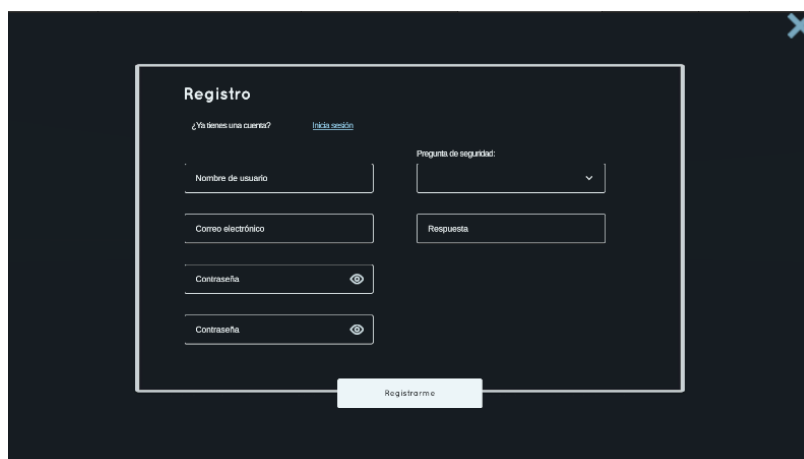 Registro
¿Ya tienes una cuenta? Inicia sesión
Pregunta de seguridad:
Nombre de usuario
Correo electrónico
Respuesta
Contraseña
Contraseña
Registrarme